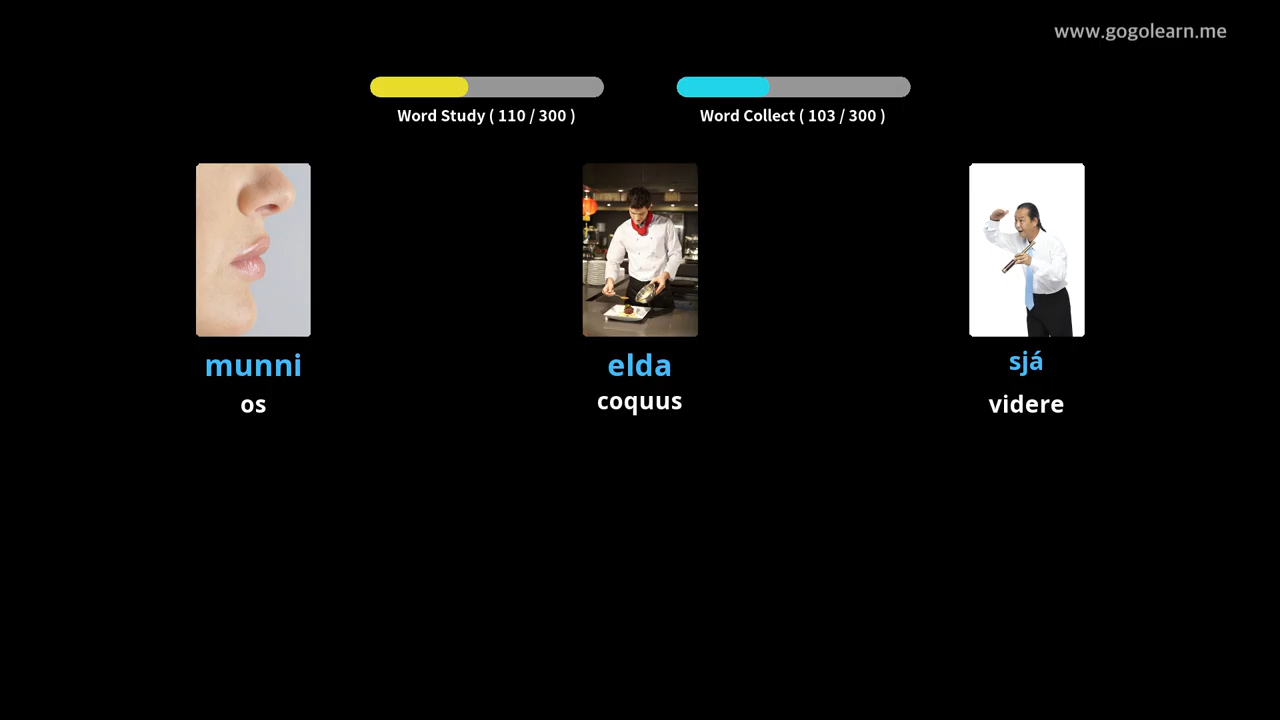 www.gogolearn.me
Word Study ( 110 / 300 )
Word Collect ( 103 / 300 )
munni
os
elda
coquus
sjá
videre